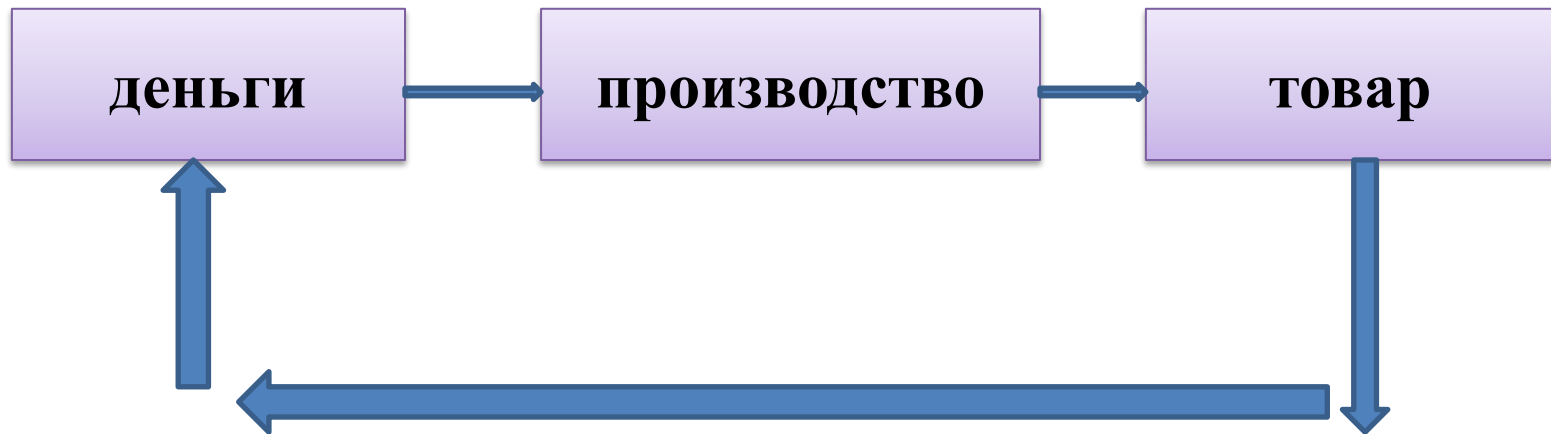 деньги
производство
товар